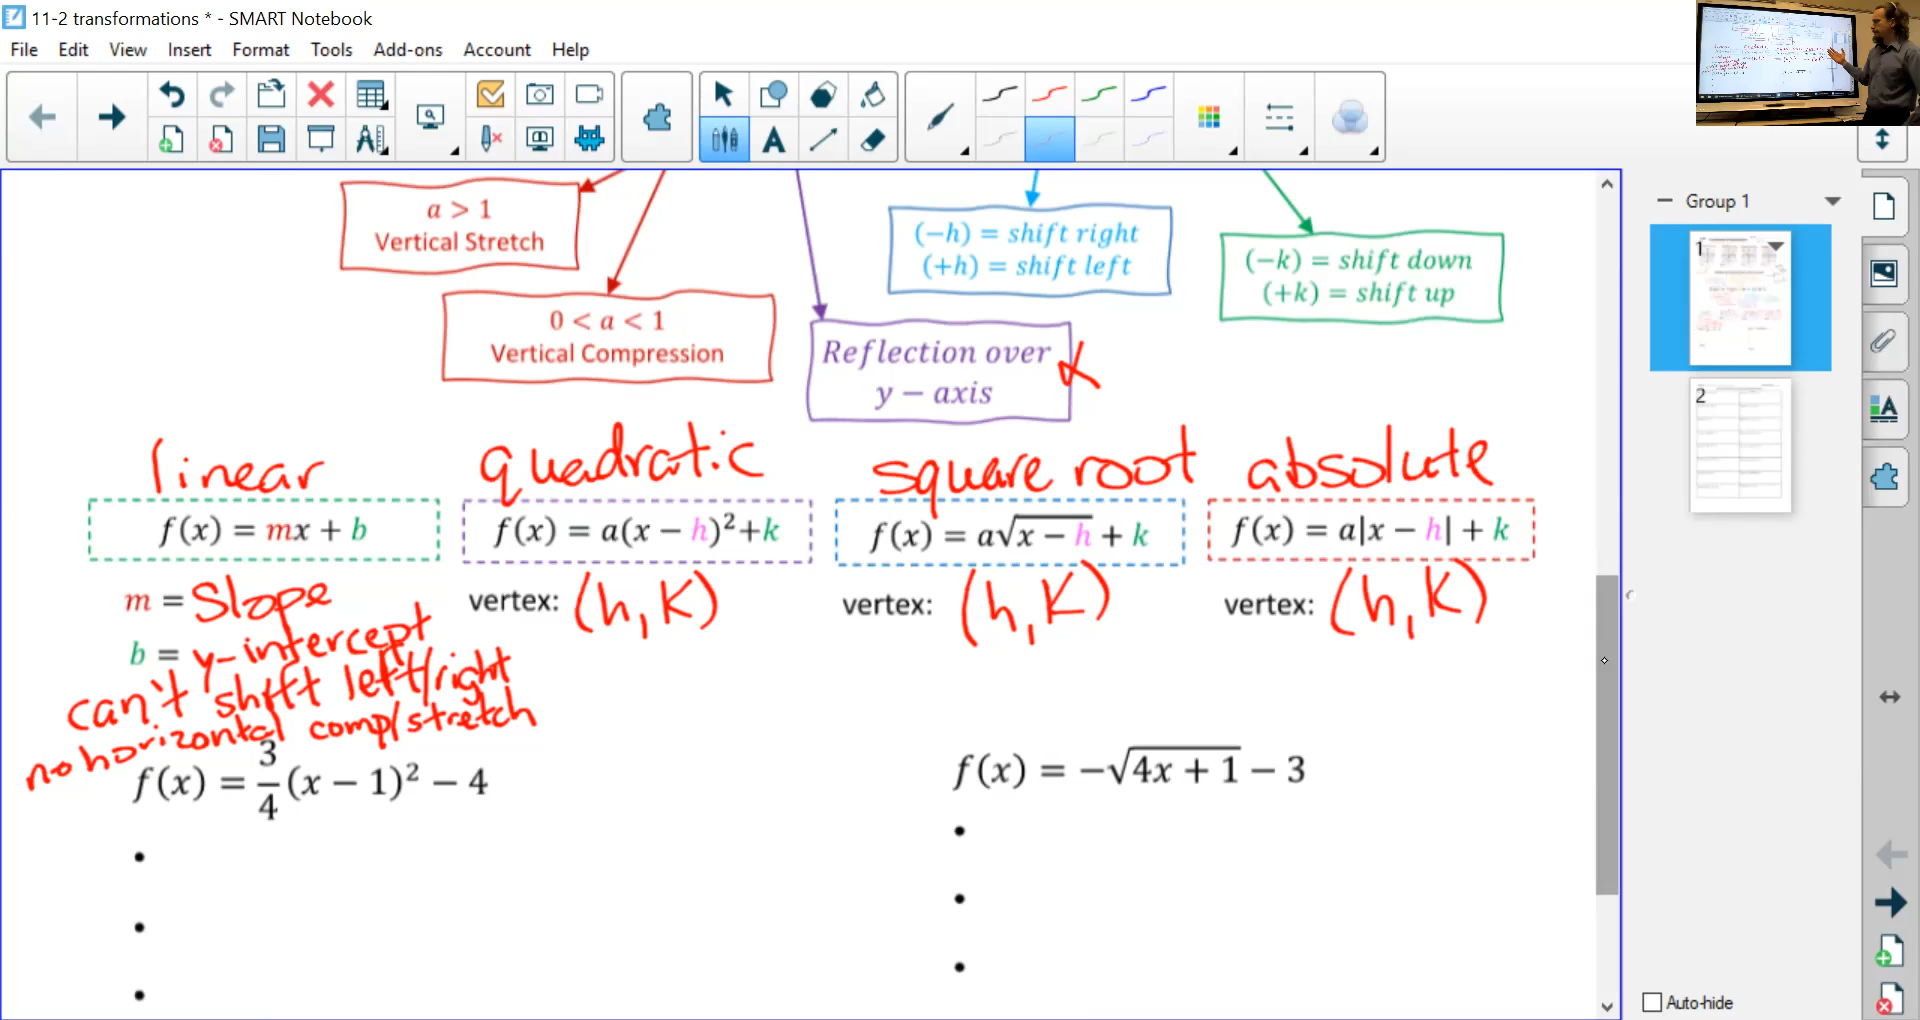 11-2 transformations * - SMART Notebook
File Edit View Insert Format Tools Add-ons Account Help
Group 1
1
2
a > 1
Vertical Stretch
0 < a < 1
Vertical Compression
Reflection over
y − axis
(−h) = shift right
(+h) = shift left
(−k) = shift down
(+k) = shift up
linear
f(x) = mx + b
m = Slope
b = y-intercept
can't shift left/right
no horizontal comp/stretch
quadratic
f(x) = a(x − h)²+k
vertex: (h,K)
square root
f(x) = a√(x − h) + k
vertex: (h,K)
absolute
f(x) = a|x − h| + k
vertex: (h,K)
f(x) = 3/4(x − 1)² − 4
f(x) = −√(4x + 1) − 3
Auto-hide